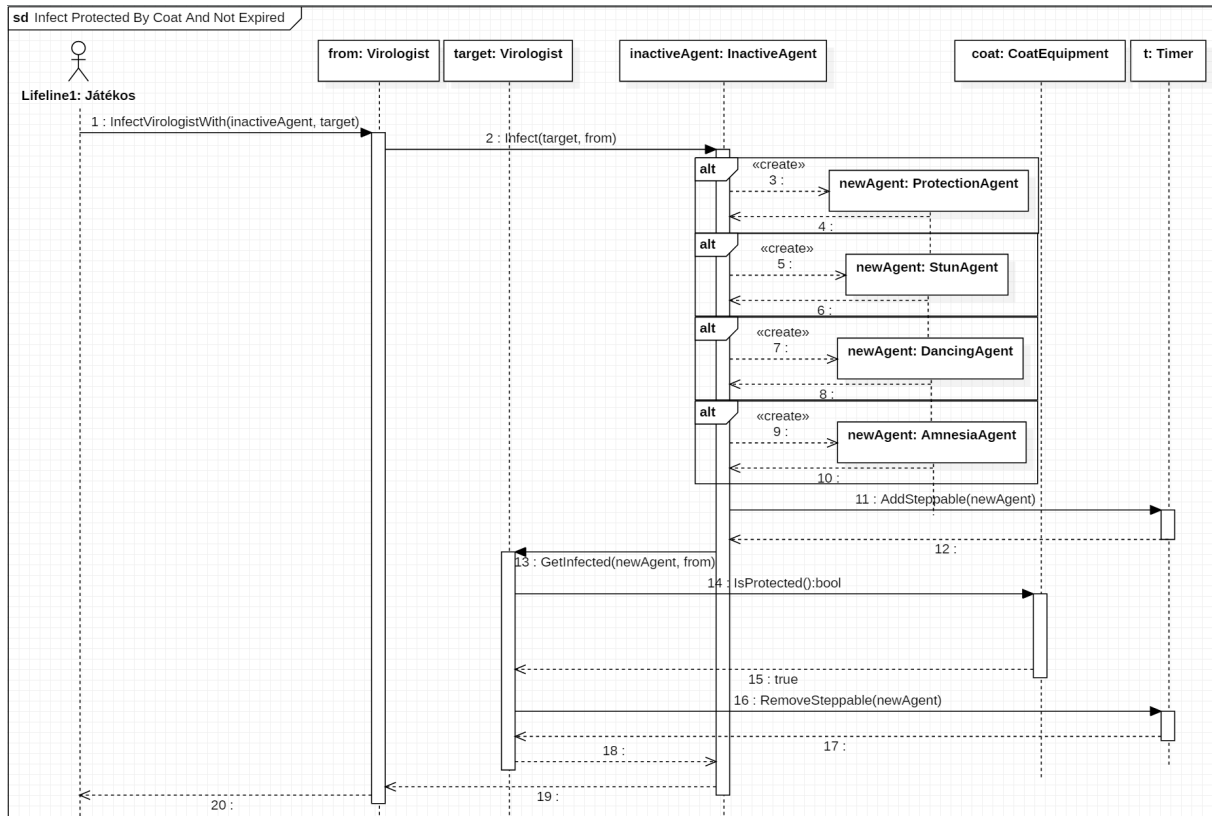 sd Infect Protected By Coat And Not Expired
from: Virologist
target: Virologist
inactiveAgent: InactiveAgent
coat: CoatEquipment
t: Timer
Lifeline1: Játékos
1 : InfectVirologistWith(inactiveAgent, target)
2 : Infect(target, from)
alt
«create»
3 :
newAgent: ProtectionAgent
4 :
alt
«create»
5 :
newAgent: StunAgent
6 :
alt
«create»
7 :
newAgent: DancingAgent
8 :
alt
«create»
9 :
newAgent: AmnesiaAgent
10 :
11 : AddSteppable(newAgent)
12 :
13 : GetInfected(newAgent, from)
14 : IsProtected():bool
15 : true
16 : RemoveSteppable(newAgent)
17 :
18 :
19 :
20 :